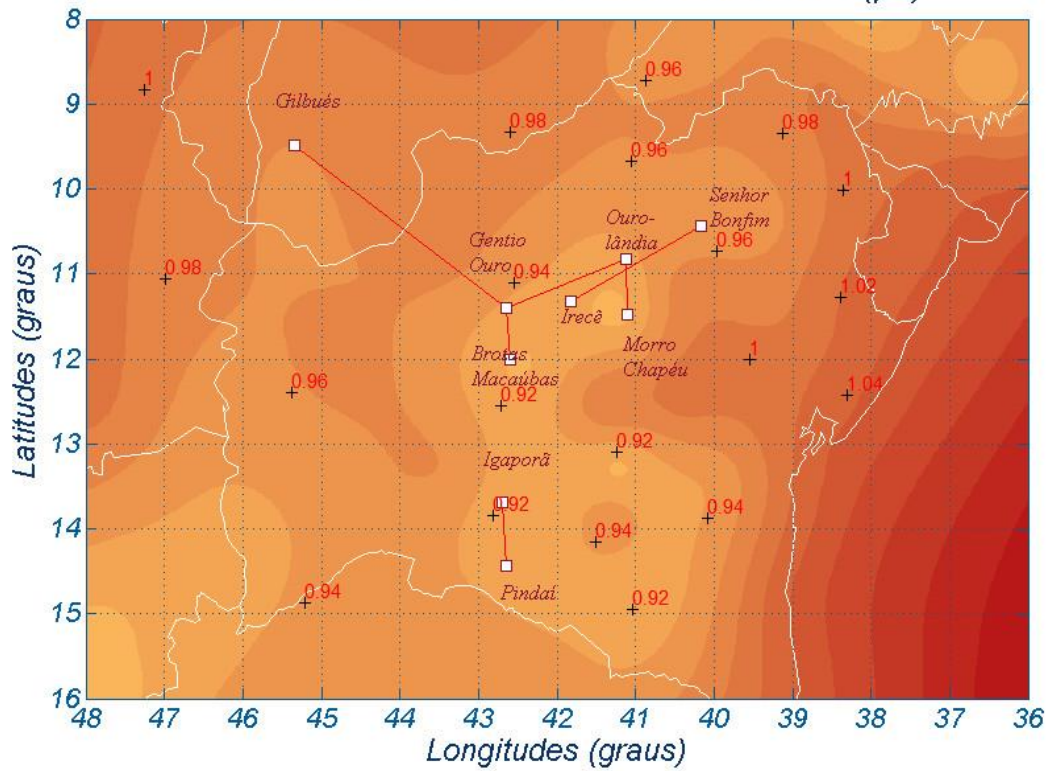 8
1
0.96
9
Gilbués
0.98
0.98
0.96
10
1
Senhor
Bonfim
Ouro-
lândia
0.96
Gentio
Ouro
0.94
11
0.98
1.02
Irecê
12
1
Morro
Chapéu
Brotas
Macaúbas
0.96
0.92
1.04
13
0.92
Igaporã
0.92
0.94
14
0.94
Pindaí
0.94
0.92
15
16
48 47 46 45 44 43 42 41 40 39 38 37 36
Latitudes (graus)
Longitudes (graus)